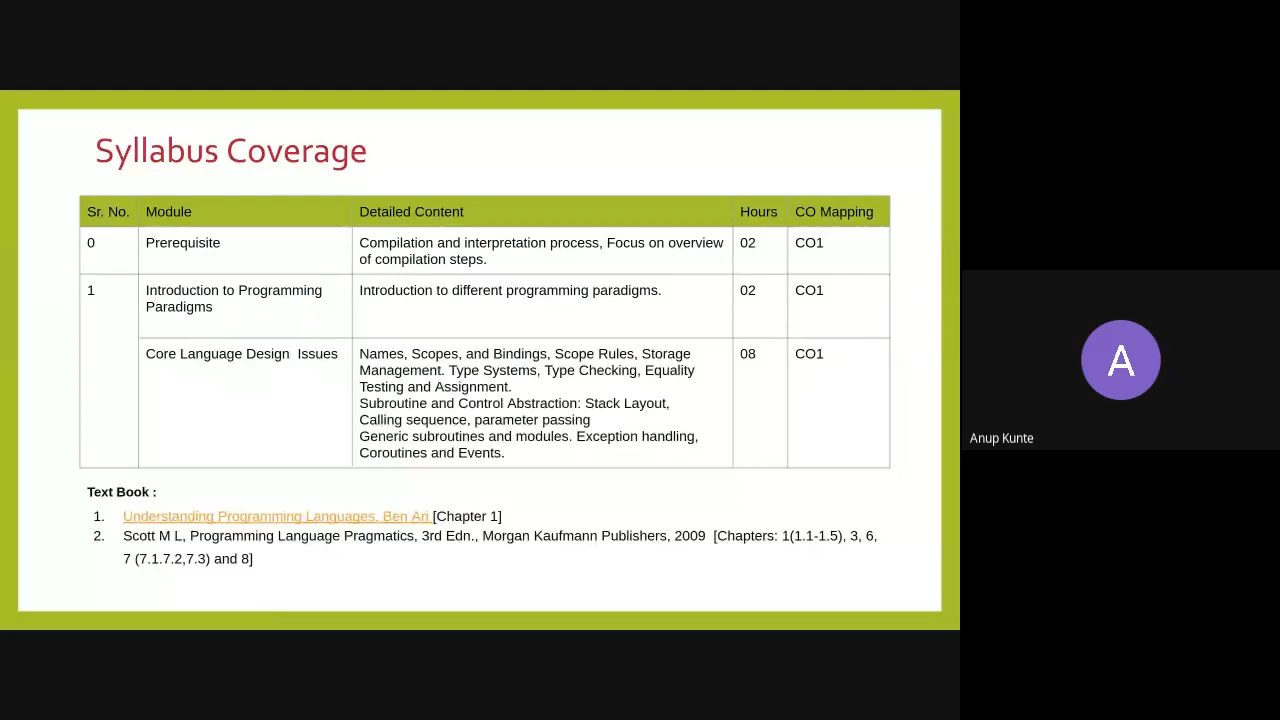 Syllabus Coverage
Sr. No. Module Detailed Content Hours CO Mapping
0 Prerequisite Compilation and interpretation process, Focus on overview 02 CO1
of compilation steps.
1 Introduction to Programming Introduction to different programming paradigms. 02 CO1
Paradigms
Core Language Design Issues Names, Scopes, and Bindings, Scope Rules, Storage 08 CO1
Management. Type Systems, Type Checking, Equality
Testing and Assignment.
Subroutine and Control Abstraction: Stack Layout,
Calling sequence, parameter passing
Generic subroutines and modules. Exception handling,
Coroutines and Events.
Text Book :
1. Understanding Programming Languages. Ben Ari [Chapter 1]
2. Scott M L, Programming Language Pragmatics, 3rd Edn., Morgan Kaufmann Publishers, 2009 [Chapters: 1(1.1-1.5), 3, 6,
7 (7.1.7.2,7.3) and 8]
A
Anup Kunte